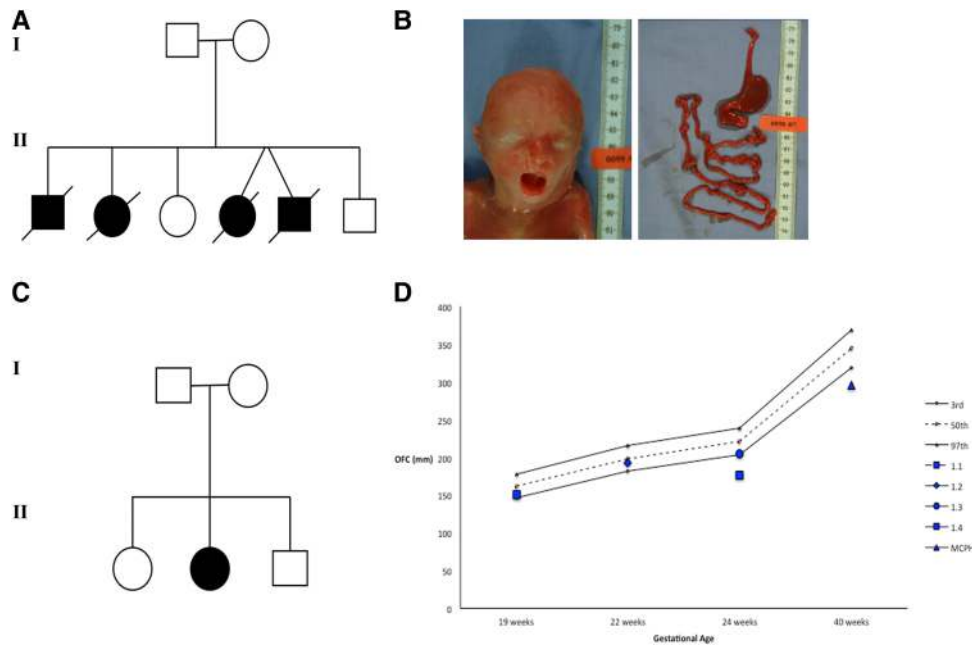 A
B
I
II
C
D
I
II
400
350
300
250
200
150
100
50
0
OFC (mm)
19 weeks
22 weeks
24 weeks
40 weeks
Gestational Age
3rd
50th
97th
1.1
1.2
1.3
1.4
MCPH